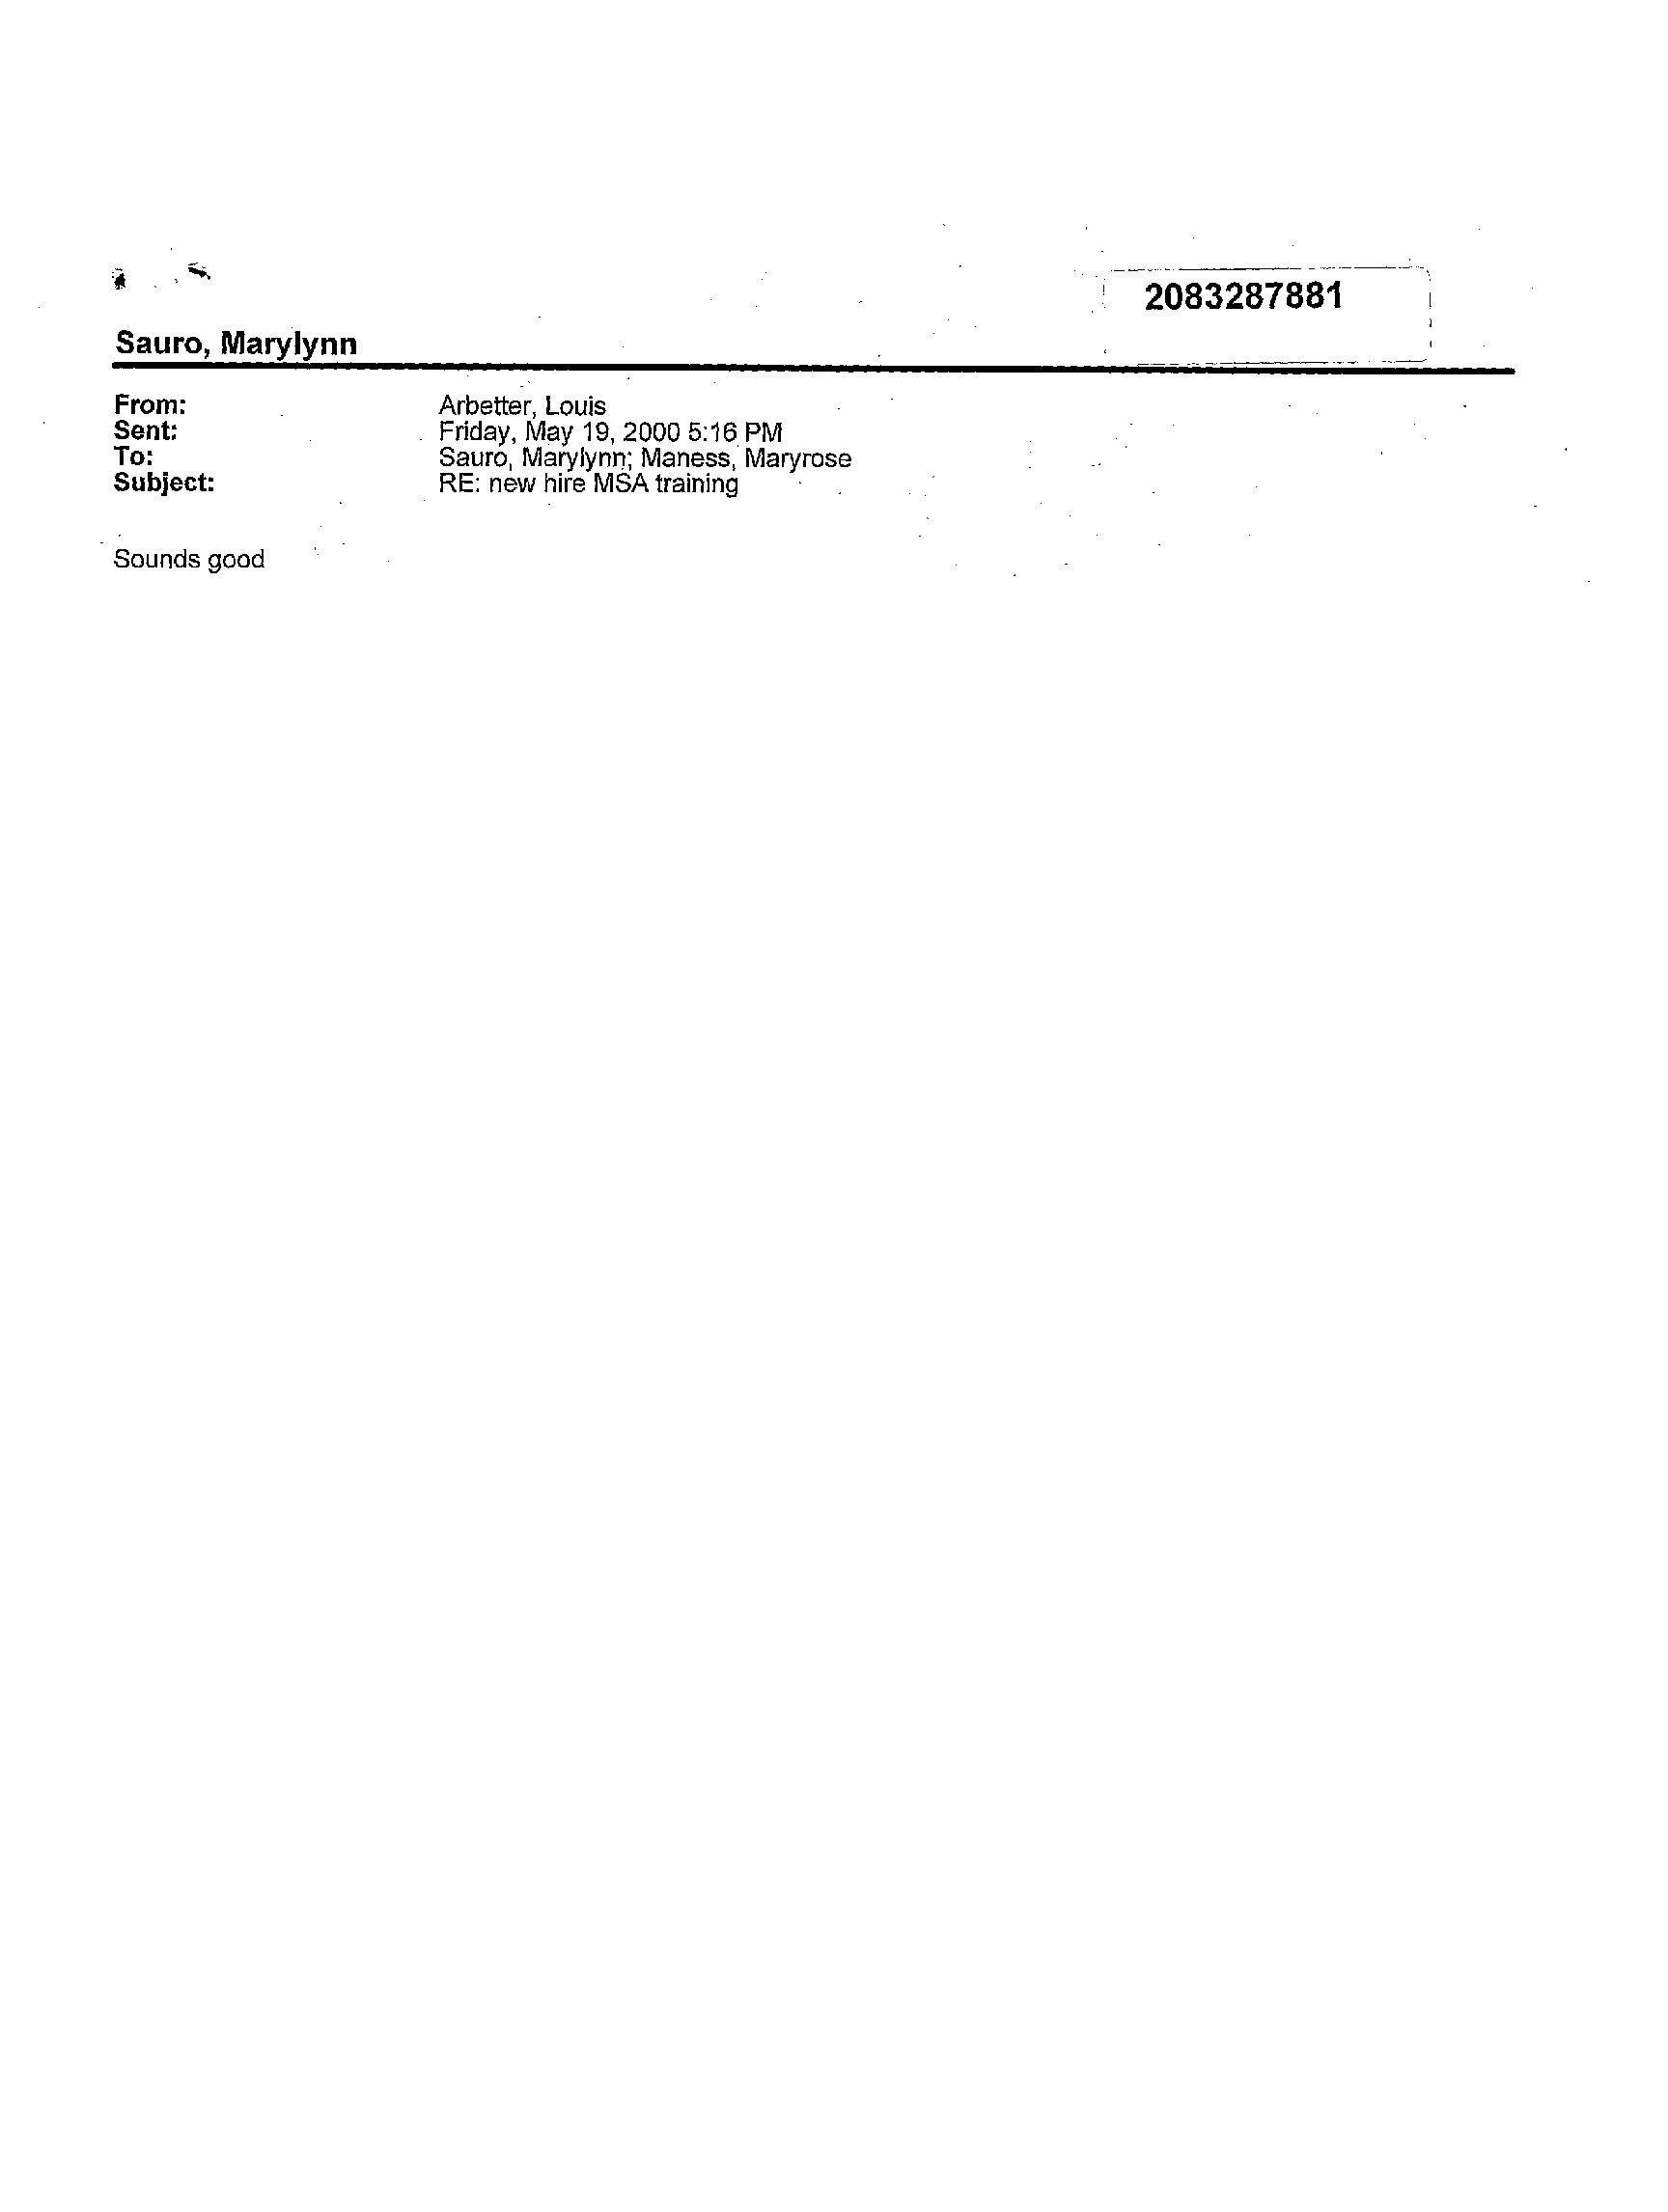 2083287881
Sauro, Marylynn
From: Arbetter, Louis
Sent: Friday, May 19, 2000 5:16 PM
To: Sauro, Marylynn; Maness, Maryrose
Subject: RE: new hire MSA training
Sounds good